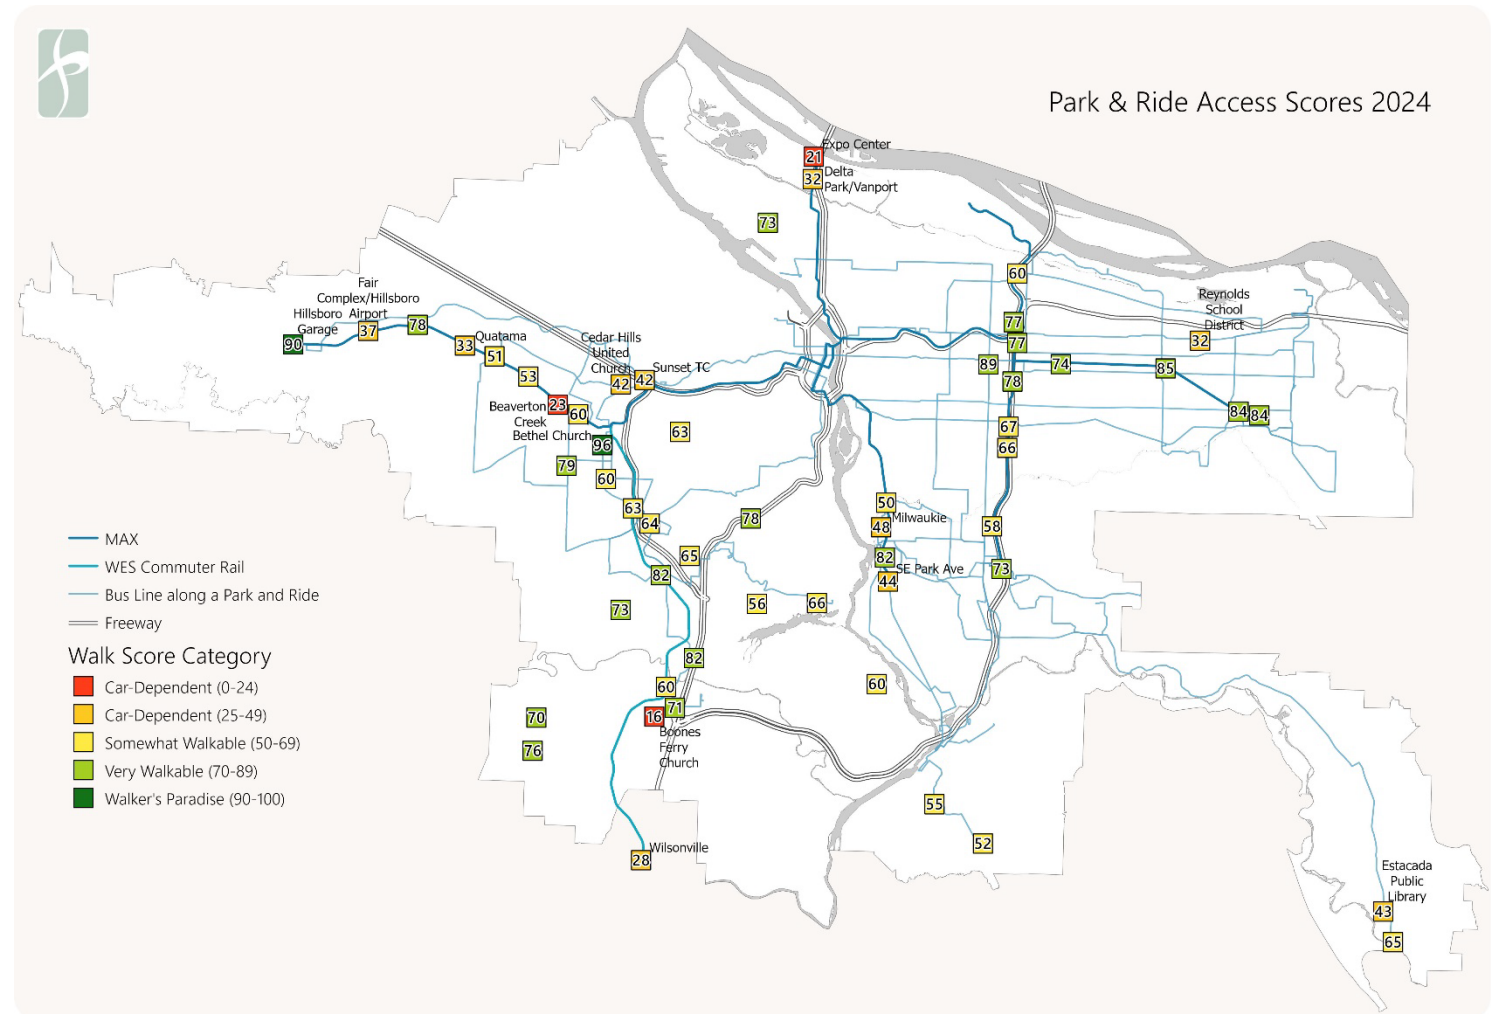 Park & Ride Access Scores 2024
21
Expo Center
32
Delta
Park/Vanport
73
60
Fair
Complex/Hillsboro
Airport
Hillsboro
Garage
90
37
78
33
Quatama
51
53
Cedar Hills
United
Church
42
42
Sunset TC
Reynolds
School
District
32
77
77
89
74
78
85
84
84
Beaverton
Creek
23
60
Bethel Church
96
63
67
66
79
60
63
64
78
50
48
Milwaukie
58
65
82
82
SE Park Ave
44
73
73
56
66
82
60
60
70
16
71
Boones
Ferry
Church
76
55
52
28
Wilsonville
Estacada
Public
Library
43
65
MAX
WES Commuter Rail
Bus Line along a Park and Ride
Freeway
Walk Score Category
Car-Dependent (0-24)
Car-Dependent (25-49)
Somewhat Walkable (50-69)
Very Walkable (70-89)
Walker's Paradise (90-100)